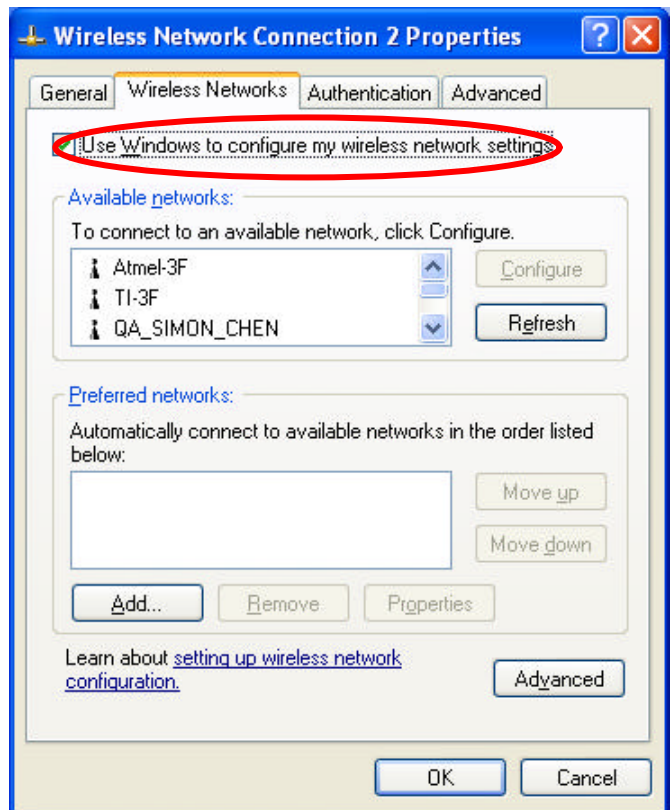 Wireless Network Connection 2 Properties
?
General Wireless Networks Authentication Advanced
Use Windows to configure my wireless network settings
Available networks:
To connect to an available network, click Configure.
Atmel-3F
TI-3F
QA_SIMON_CHEN
Configure
Refresh
Preferred networks:
Automatically connect to available networks in the order listed
below:
Move up
Move down
Add... Remove Properties
Learn about setting up wireless network
configuration.
Advanced
OK Cancel